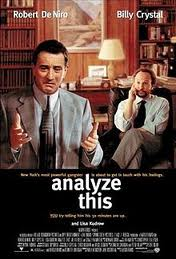 Robert De Niro Billy Crystal
New York's most powerful gangster is about to get in touch with his feelings.
analyze
this
YOU try telling him his 50 minutes are up.
and Lisa Kudrow